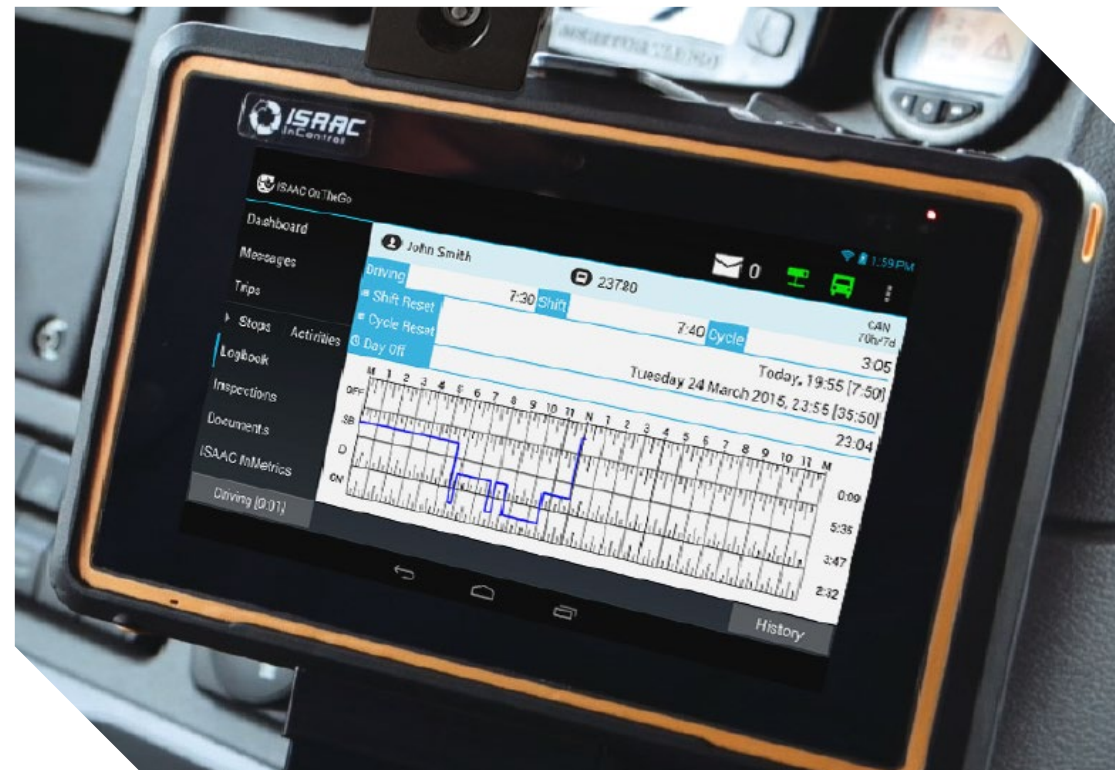 ISAAC
InControl
ISAAC OnTheGo
1:59 PM
Dashboard
Messages
Trips
Stops Activities
Logbook
Inspections
Documents
ISAAC InMetrics
Driving [0:01]
John Smith
23780
0
CAN
70h/7d
Driving 7:30 Shift 7:40 Cycle 3:05
Shift Reset Today, 19:55 [7:50]
Cycle Reset Tuesday 24 March 2015, 23:55 [35:50]
Day Off 23:04
M 1 2 3 4 5 6 7 8 9 10 11 N 1 2 3 4 5 6 7 8 9 10 11 M
OFF 0:09
SB 5:35
D 3:47
ON 2:32
History